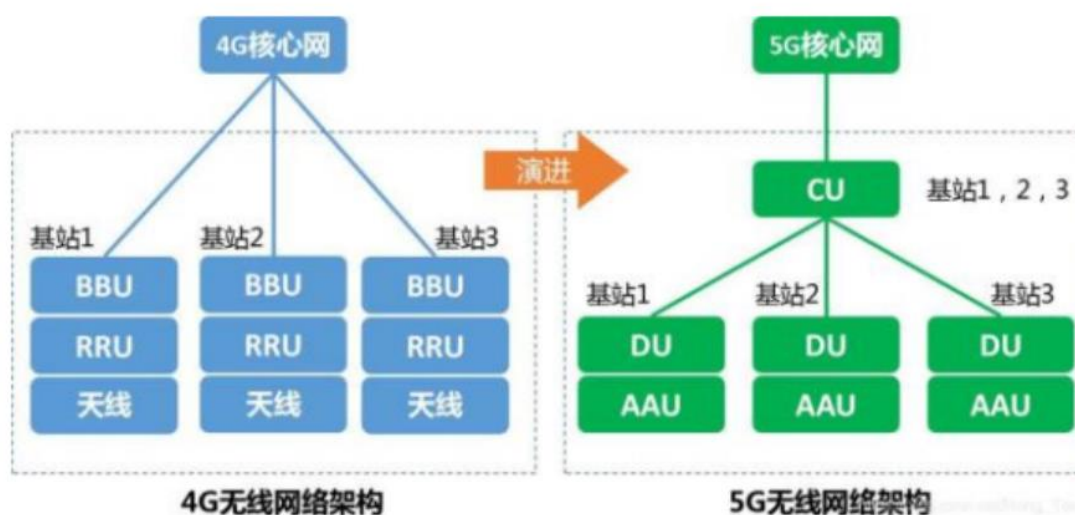 4G核心网
5G核心网
演进
CU
基站1，2，3
基站1
基站2
基站3
BBU
BBU
BBU
RRU
RRU
RRU
天线
天线
天线
基站1
基站2
基站3
DU
DU
DU
AAU
AAU
AAU
4G无线网络架构
5G无线网络架构